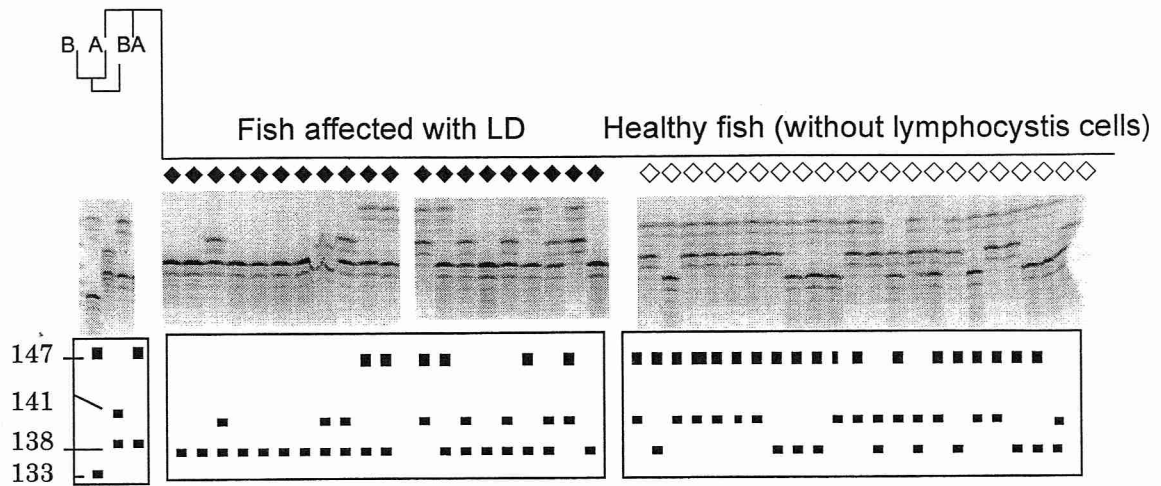 B A BA
Fish affected with LD
Healthy fish (without lymphocystis cells)
147
141
138
133